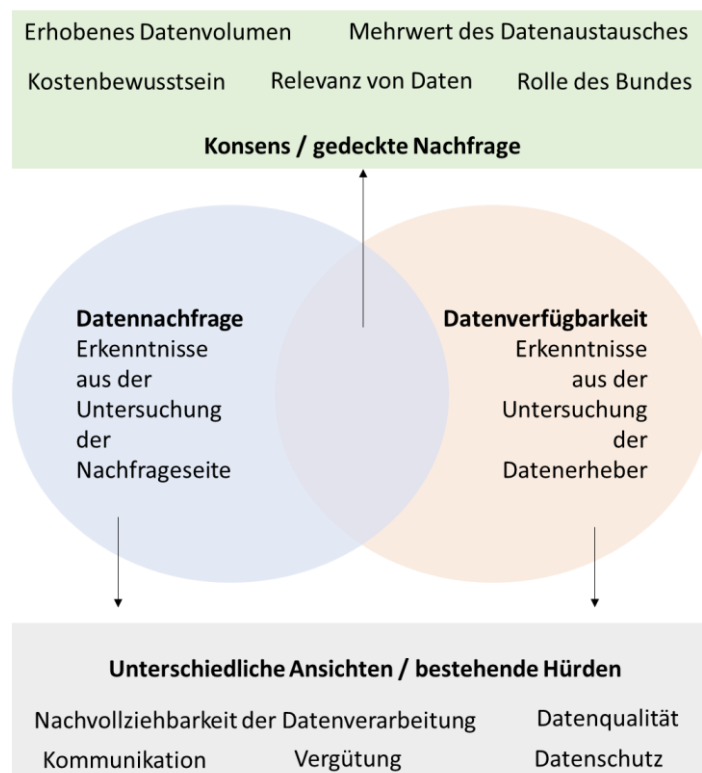 Erhobenes Datenvolumen Mehrwert des Datenaustausches
Kostenbewusstsein Relevanz von Daten Rolle des Bundes
Konsens / gedeckte Nachfrage
Datennachfrage
Erkenntnisse
aus der
Untersuchung
der
Nachfrageseite
Datenverfügbarkeit
Erkenntnisse
aus der
Untersuchung
der
Datenerheber
Unterschiedliche Ansichten / bestehende Hürden
Nachvollziehbarkeit der Datenverarbeitung Datenqualität
Kommunikation Vergütung Datenschutz